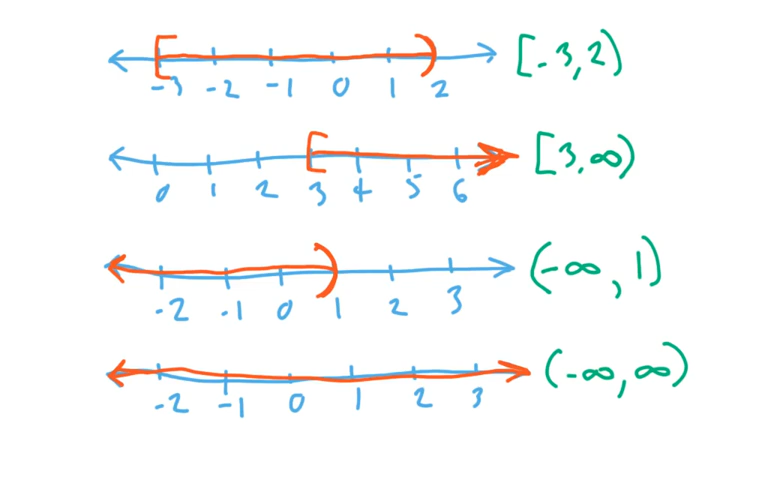 [-3, 2)
-3 -2 -1 0 1 2
[3, ∞)
0 1 2 3 4 5 6
(-∞, 1)
-2 -1 0 1 2 3
(-∞, ∞)
-2 -1 0 1 2 3